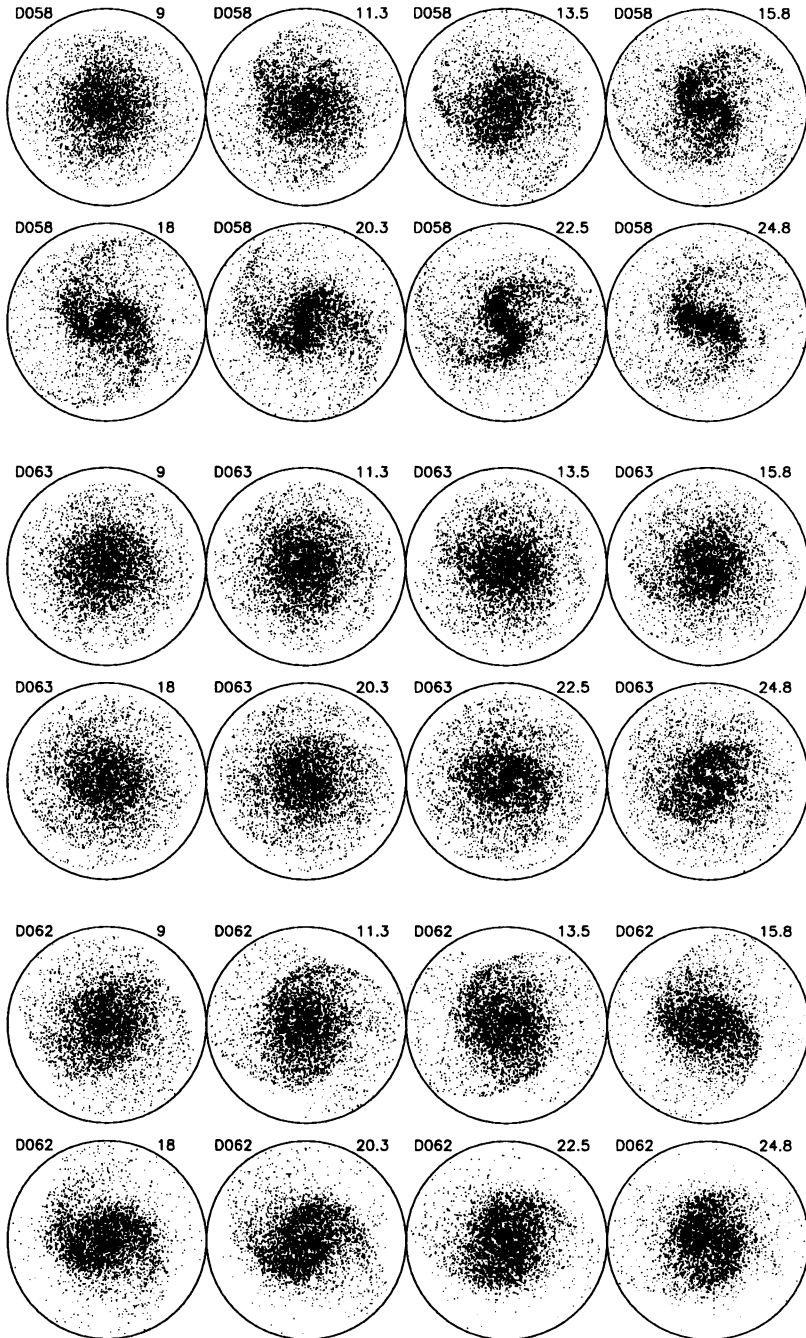 D058 9 D058 11.3 D058 13.5 D058 15.8
D058 18 D058 20.3 D058 22.5 D058 24.8
D063 9 D063 11.3 D063 13.5 D063 15.8
D063 18 D063 20.3 D063 22.5 D063 24.8
D062 9 D062 11.3 D062 13.5 D062 15.8
D062 18 D062 20.3 D062 22.5 D062 24.8